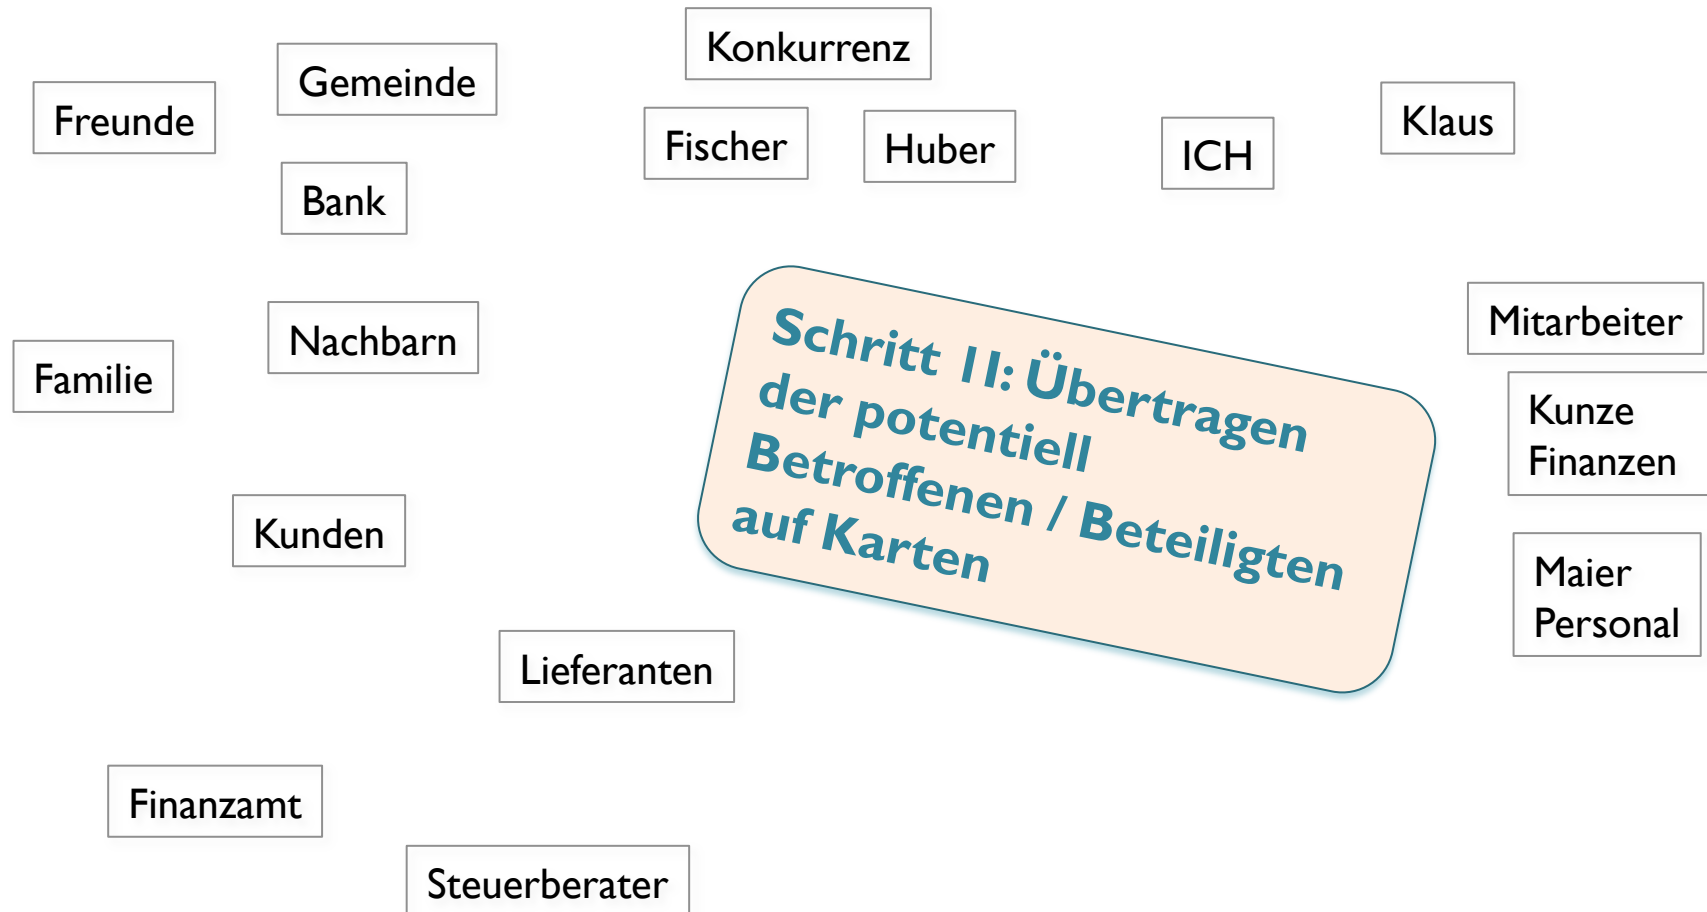 Konkurrenz
Gemeinde
Freunde
Fischer
Huber
ICH
Klaus
Bank
Nachbarn
Familie
Schritt II: Übertragen
der potentiell
Betroffenen / Beteiligten
auf Karten
Mitarbeiter
Kunze
Finanzen
Kunden
Maier
Personal
Lieferanten
Finanzamt
Steuerberater